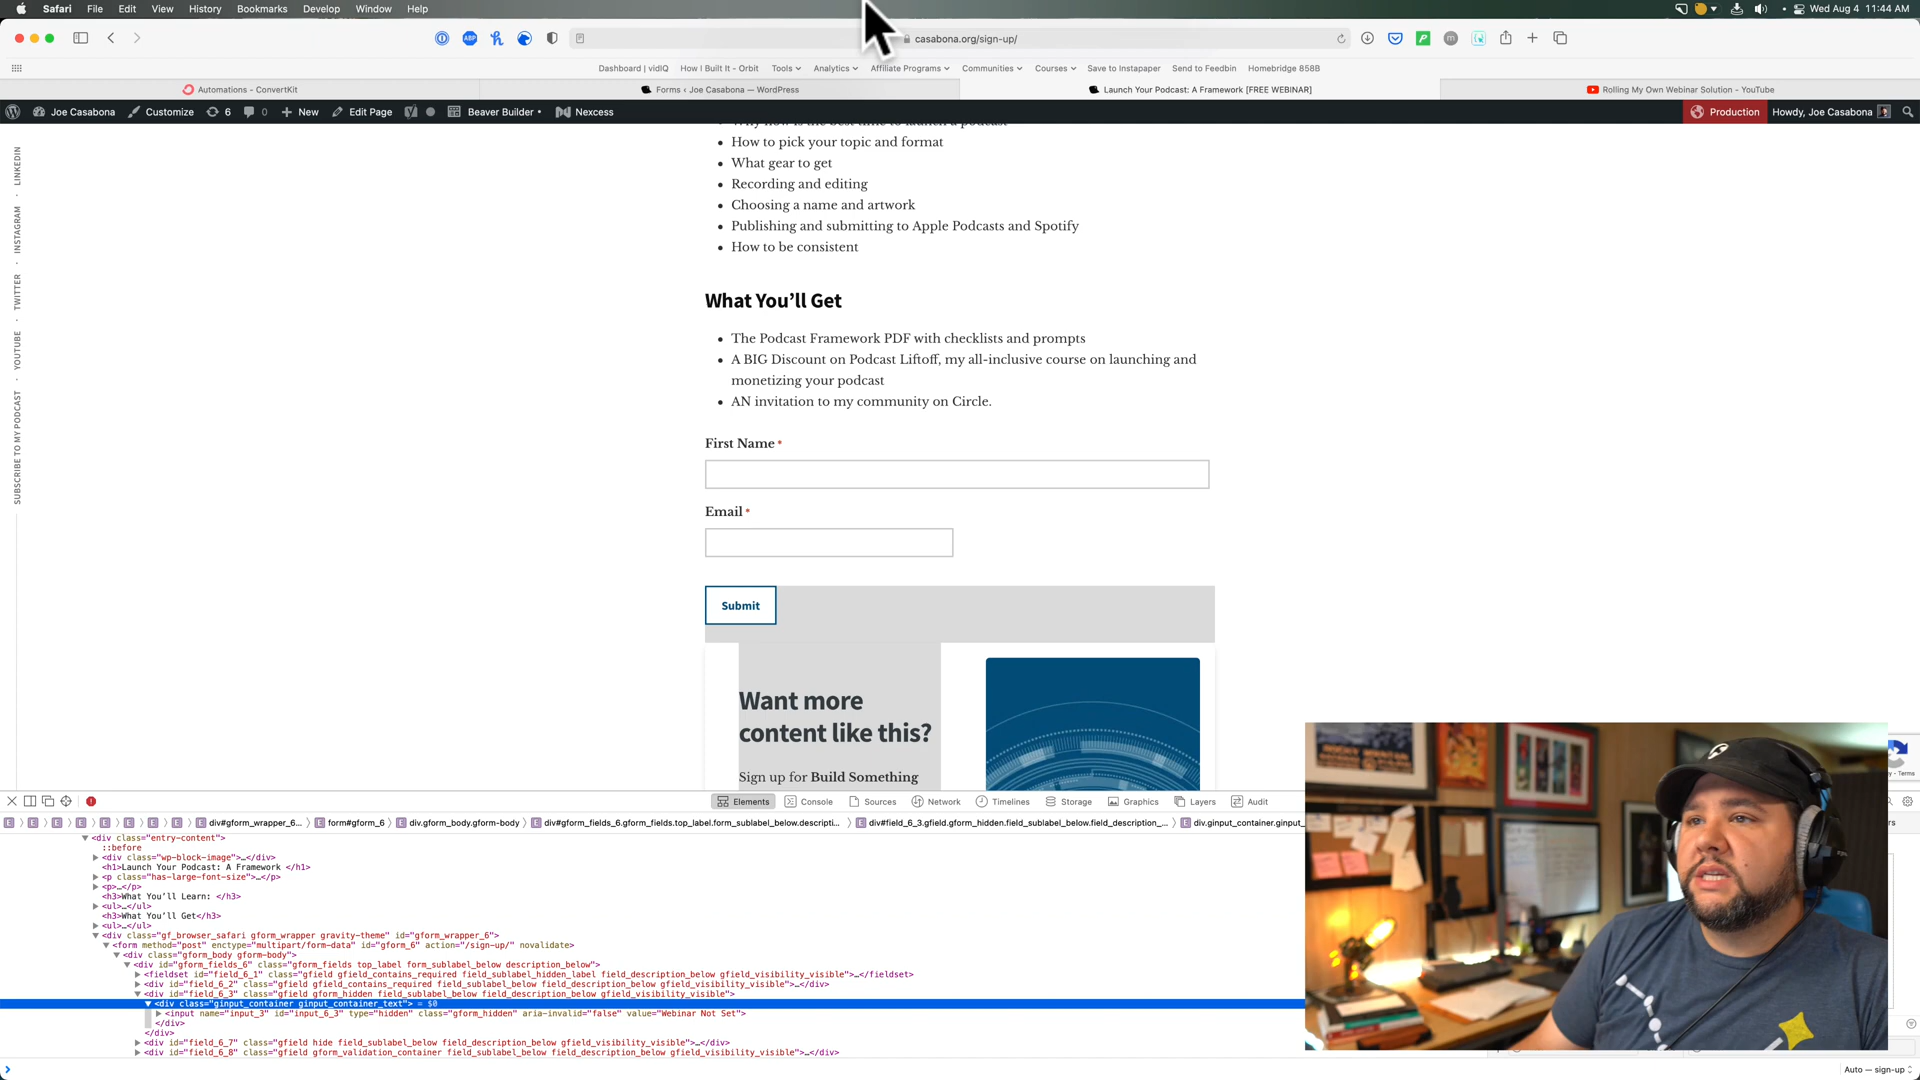 Safari File Edit View History Bookmarks Develop Window Help
Wed Aug 4 11:44 AM
casabona.org/sign-up/
Dashboard | vidIQ How I Built It - Orbit Tools Analytics Affiliate Programs Communities Courses Save to Instapaper Send to Feedbin Homebridge 858B
Automations - ConvertKit
Forms ‹ Joe Casabona — WordPress
Launch Your Podcast: A Framework [FREE WEBINAR]
Rolling My Own Webinar Solution - YouTube
Joe Casabona Customize 6 0 + New Edit Page Beaver Builder • Nexcess Production Howdy, Joe Casabona
SUBSCRIBE TO MY PODCAST · YOUTUBE · TWITTER · INSTAGRAM · LINKEDIN
• Why now is the best time to launch a podcast
• How to pick your topic and format
• What gear to get
• Recording and editing
• Choosing a name and artwork
• Publishing and submitting to Apple Podcasts and Spotify
• How to be consistent
What You’ll Get
• The Podcast Framework PDF with checklists and prompts
• A BIG Discount on Podcast Liftoff, my all-inclusive course on launching and
monetizing your podcast
• AN invitation to my community on Circle.
First Name *
Email *
Submit
Want more
content like this?
Sign up for Build Something
Elements Console Sources Network Timelines Storage Graphics Layers Audit
E E E E E E E E E div#gform_wrapper_6... E form#gform_6 E div.gform_body.gform-body E div#gform_fields_6.gform_fields.top_label.form_sublabel_below.descripti... E div#field_6_3.gfield.gform_hidden.field_sublabel_below.field_description_... E div.ginput_container.ginput_
<div class="entry-content">
::before
<div class="wp-block-image">…</div>
<h1>Launch Your Podcast: A Framework </h1>
<p class="has-large-font-size">…</p>
<p>…</p>
<h3>What You’ll Learn: </h3>
<ul>…</ul>
<h3>What You’ll Get</h3>
<ul>…</ul>
<div class="gf_browser_safari gform_wrapper gravity-theme" id="gform_wrapper_6">
<form method="post" enctype="multipart/form-data" id="gform_6" action="/sign-up/" novalidate>
<div class="gform_body gform-body">
<div id="gform_fields_6" class="gform_fields top_label form_sublabel_below description_below">
<fieldset id="field_6_1" class="gfield gfield_contains_required field_sublabel_hidden_label field_description_below gfield_visibility_visible">…</fieldset>
<div id="field_6_2" class="gfield gfield_contains_required field_sublabel_below field_description_below gfield_visibility_visible">…</div>
<div id="field_6_3" class="gfield gform_hidden field_sublabel_below field_description_below gfield_visibility_visible">
<div class="ginput_container ginput_container_text"> = $0
<input name="input_3" id="input_6_3" type="hidden" class="gform_hidden" aria-invalid="false" value="Webinar Not Set">
</div>
</div>
<div id="field_6_7" class="gfield hide field_sublabel_below field_description_below gfield_visibility_visible">…</div>
<div id="field_6_8" class="gfield gform_validation_container field_sublabel_below field_description_below gfield_visibility_visible">…</div>
Auto — sign-up